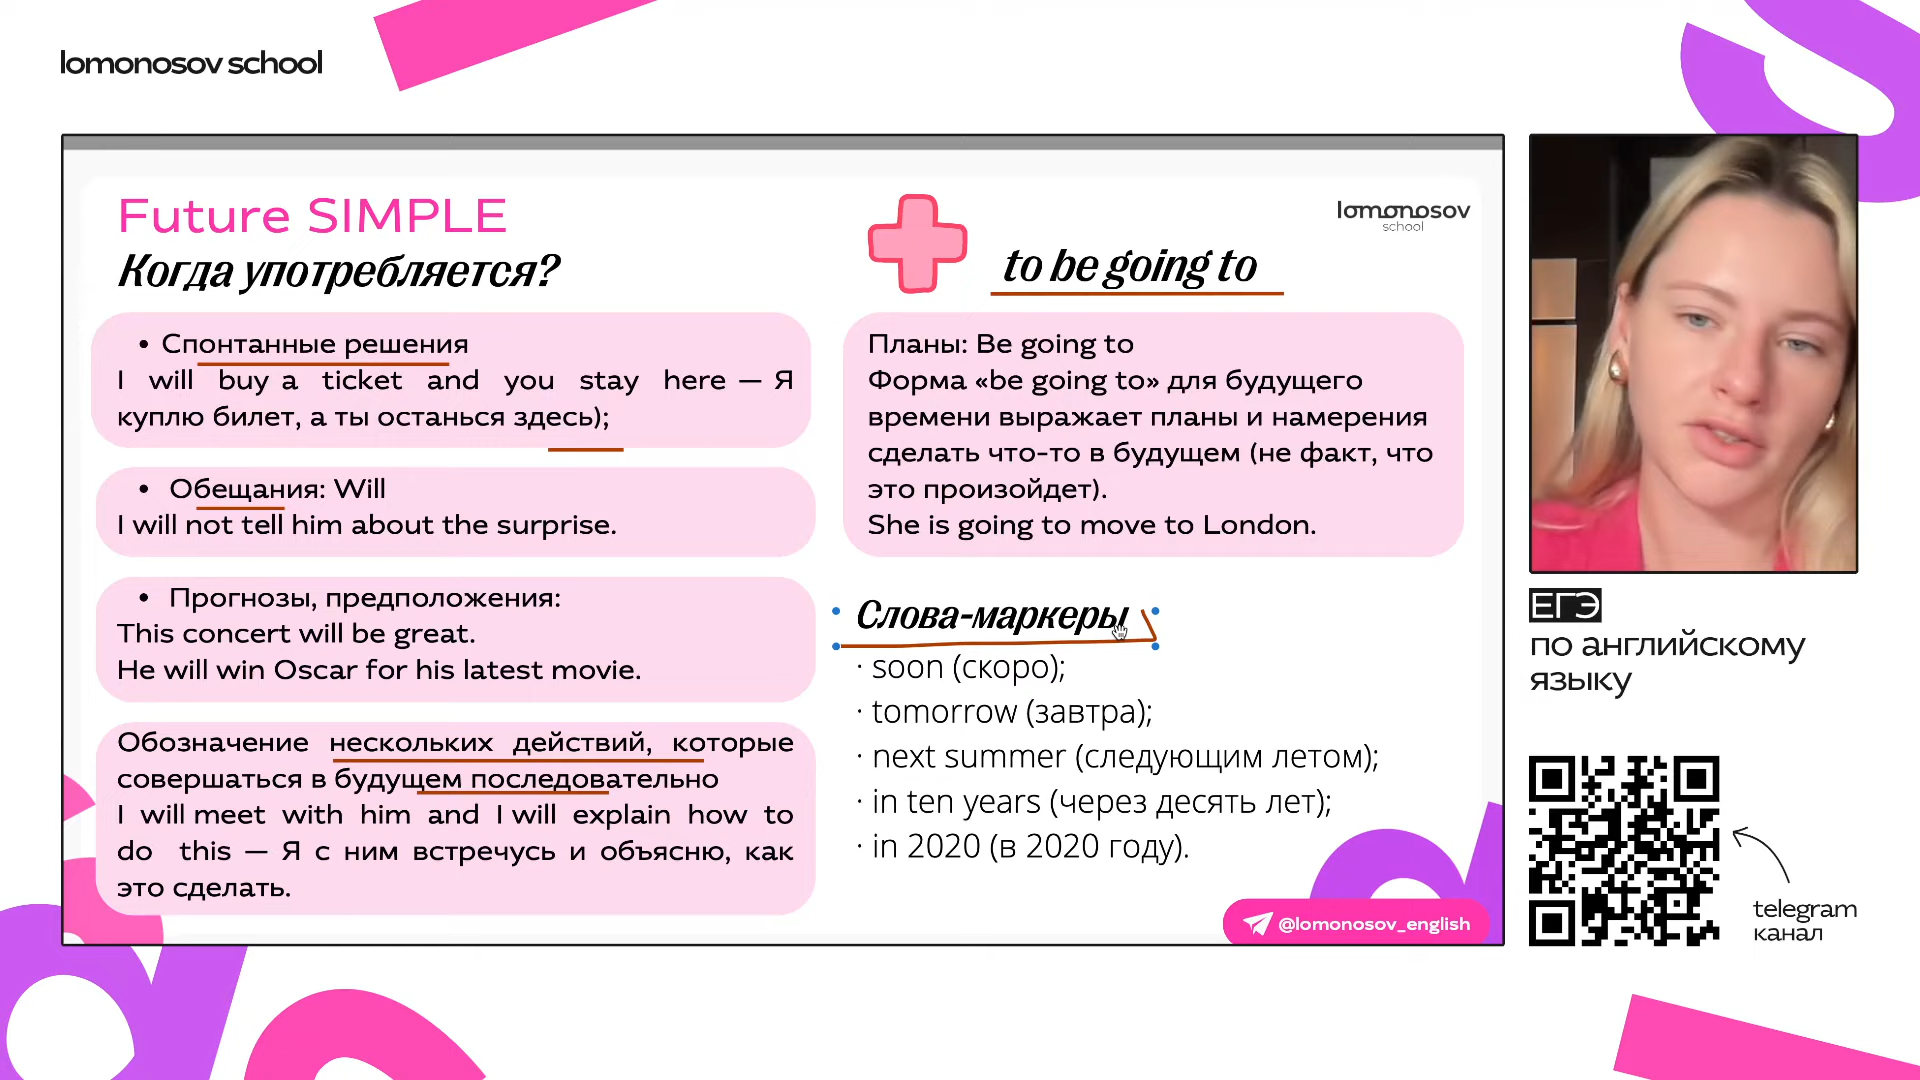 lomonosov school
Future SIMPLE
Когда употребляется?
• Спонтанные решения
I will buy a ticket and you stay here — Я
куплю билет, а ты останься здесь);
• Обещания: Will
I will not tell him about the surprise.
• Прогнозы, предположения:
This concert will be great.
He will win Oscar for his latest movie.
Обозначение нескольких действий, которые
совершаться в будущем последовательно
I will meet with him and I will explain how to
do this — Я с ним встречусь и объясню, как
это сделать.
to be going to
lomonosov
school
Планы: Be going to
Форма «be going to» для будущего
времени выражает планы и намерения
сделать что-то в будущем (не факт, что
это произойдет).
She is going to move to London.
Слова-маркеры
· soon (скоро);
· tomorrow (завтра);
· next summer (следующим летом);
· in ten years (через десять лет);
· in 2020 (в 2020 году).
@lomonosov_english
ЕГЭ
по английскому
языку
telegram
канал